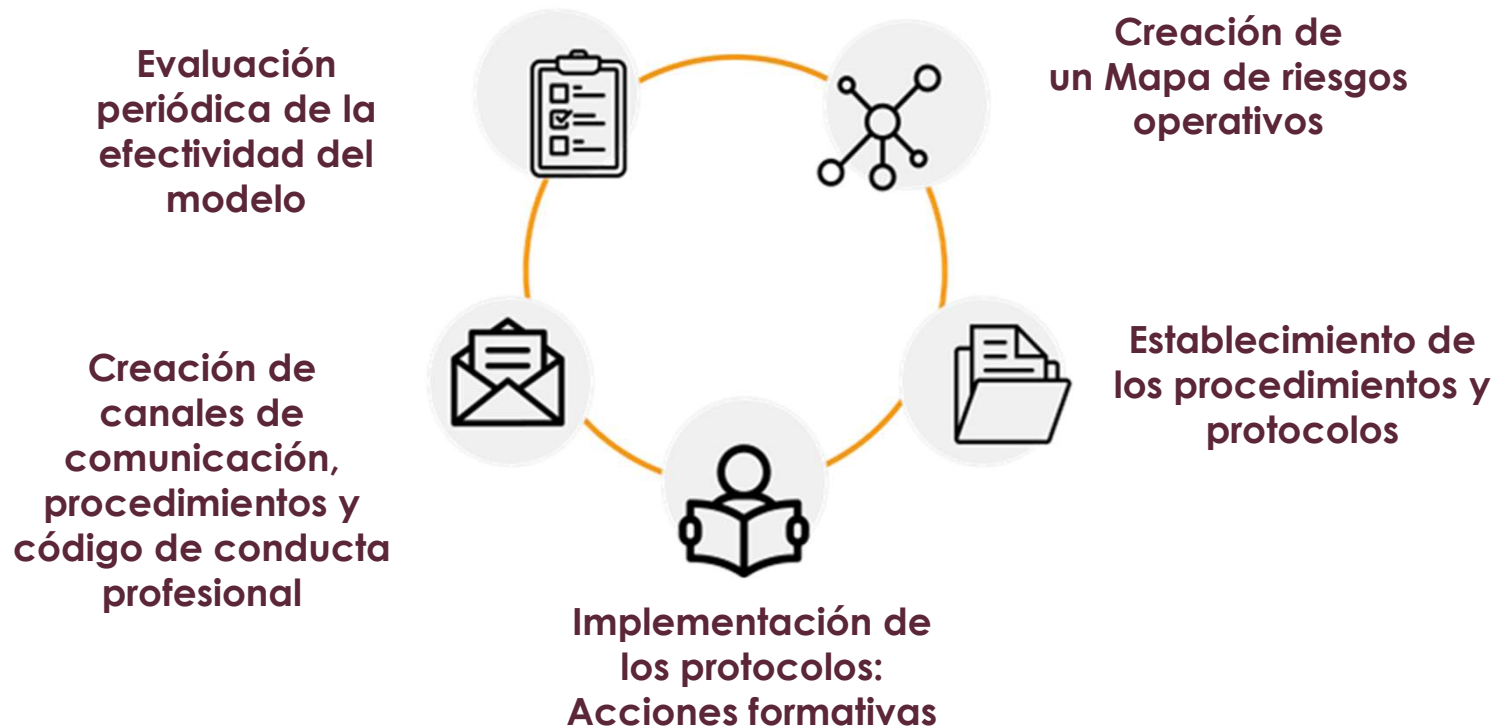 Evaluación
periódica de la
efectividad del
modelo
Creación de
un Mapa de riesgos
operativos
Establecimiento de
los procedimientos y
protocolos
Implementación de
los protocolos:
Acciones formativas
Creación de
canales de
comunicación,
procedimientos y
código de conducta
profesional